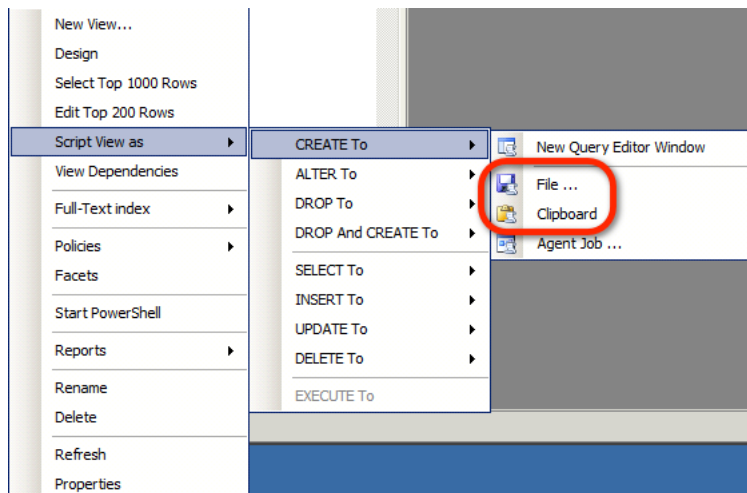 New View...
Design
Select Top 1000 Rows
Edit Top 200 Rows
Script View as
View Dependencies
Full-Text index
Policies
Facets
Start PowerShell
Reports
Rename
Delete
Refresh
Properties
CREATE To
ALTER To
DROP To
DROP And CREATE To
SELECT To
INSERT To
UPDATE To
DELETE To
EXECUTE To
New Query Editor Window
File ...
Clipboard
Agent Job ...